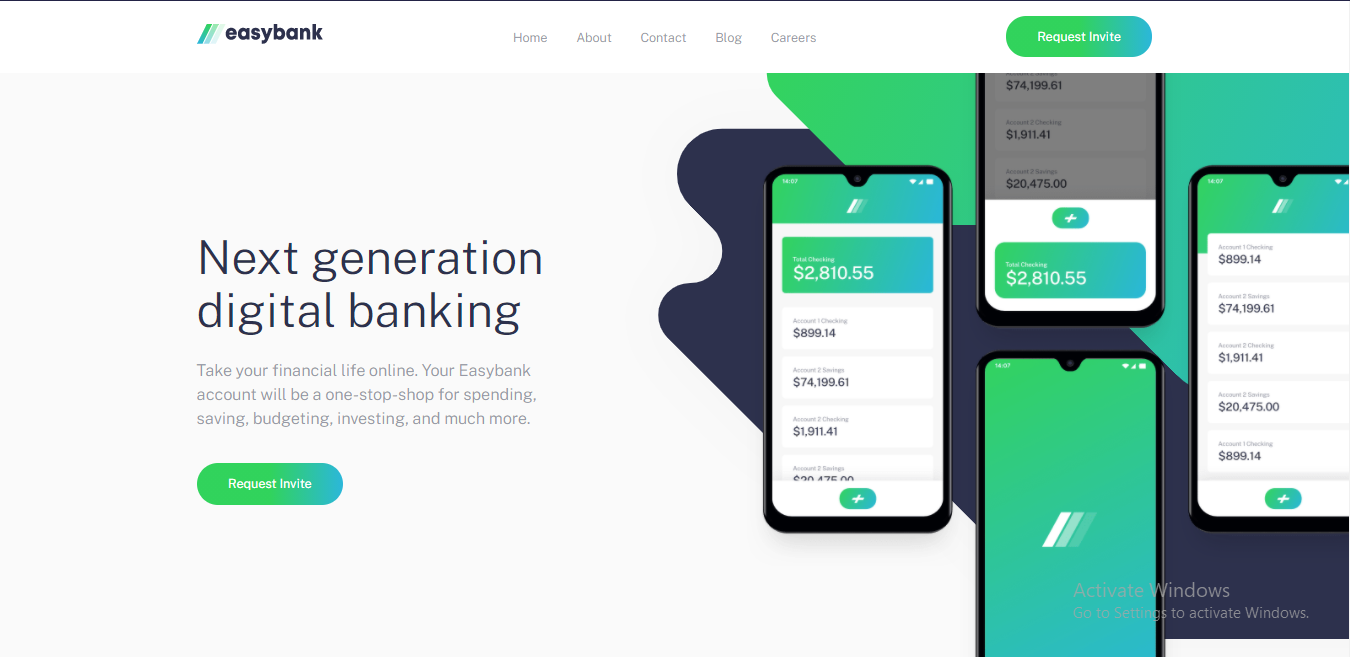 easybank
Home About Contact Blog Careers
Request Invite
Next generation
digital banking
Take your financial life online. Your Easybank
account will be a one-stop-shop for spending,
saving, budgeting, investing, and much more.
Request Invite
14:07
Total Checking
$2,810.55
Account 1 Checking
$899.14
Account 2 Savings
$74,199.61
Account 2 Checking
$1,911.41
Account 2 Savings
$20,475.00
$74,199.61
Account 2 Checking
$1,911.41
Account 2 Savings
$20,475.00
Total Checking
$2,810.55
14:07
14:07
Account 1 Checking
$899.14
Account 2 Savings
$74,199.61
Account 2 Checking
$1,911.41
Account 2 Savings
$20,475.00
Account 1 Checking
$899.14
Activate Windows
Go to Settings to activate Windows.